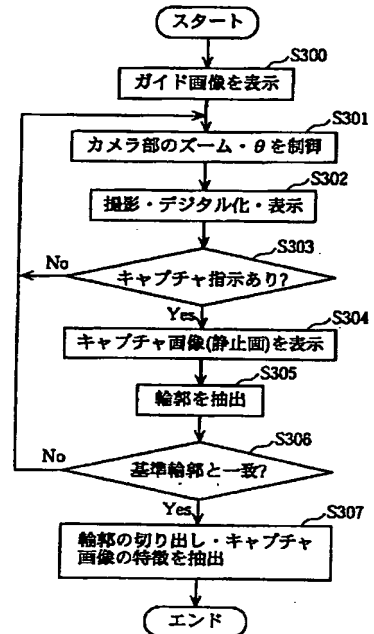 スタート
S300
ガイド画像を表示
S301
カメラ部のズーム・θを制御
S302
撮影・デジタル化・表示
S303
No
キャプチャ指示あり?
Yes
S304
キャプチャ画像(静止画)を表示
S305
輪郭を抽出
S306
No
基準輪郭と一致?
Yes
S307
輪郭の切り出し・キャプチャ
画像の特徴を抽出
エンド